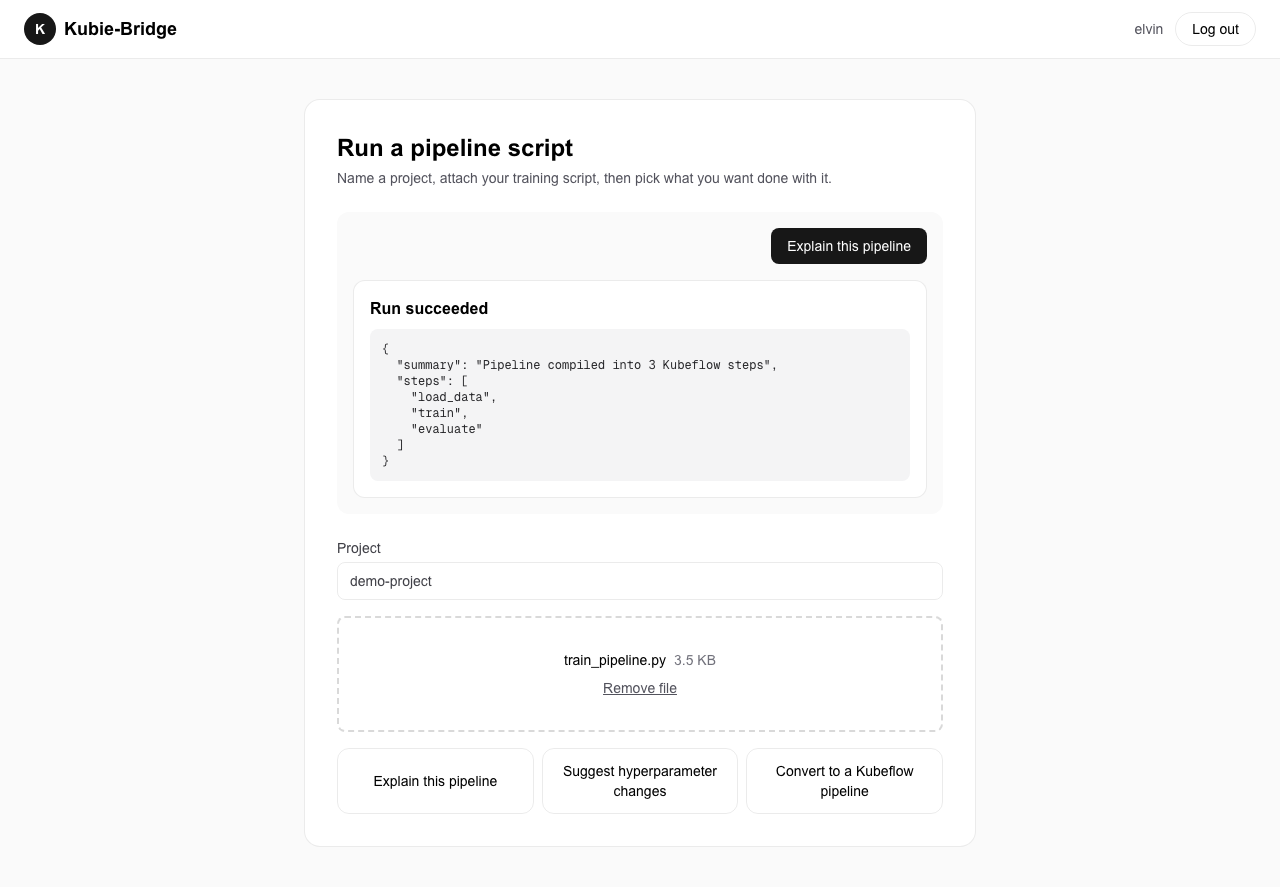 K Kubie-Bridge
elvin Log out
Run a pipeline script
Name a project, attach your training script, then pick what you want done with it.
Explain this pipeline
Run succeeded
{
  "summary": "Pipeline compiled into 3 Kubeflow steps",
  "steps": [
    "load_data",
    "train",
    "evaluate"
  ]
}
Project
demo-project
train_pipeline.py 3.5 KB
Remove file
Explain this pipeline
Suggest hyperparameter
changes
Convert to a Kubeflow
pipeline